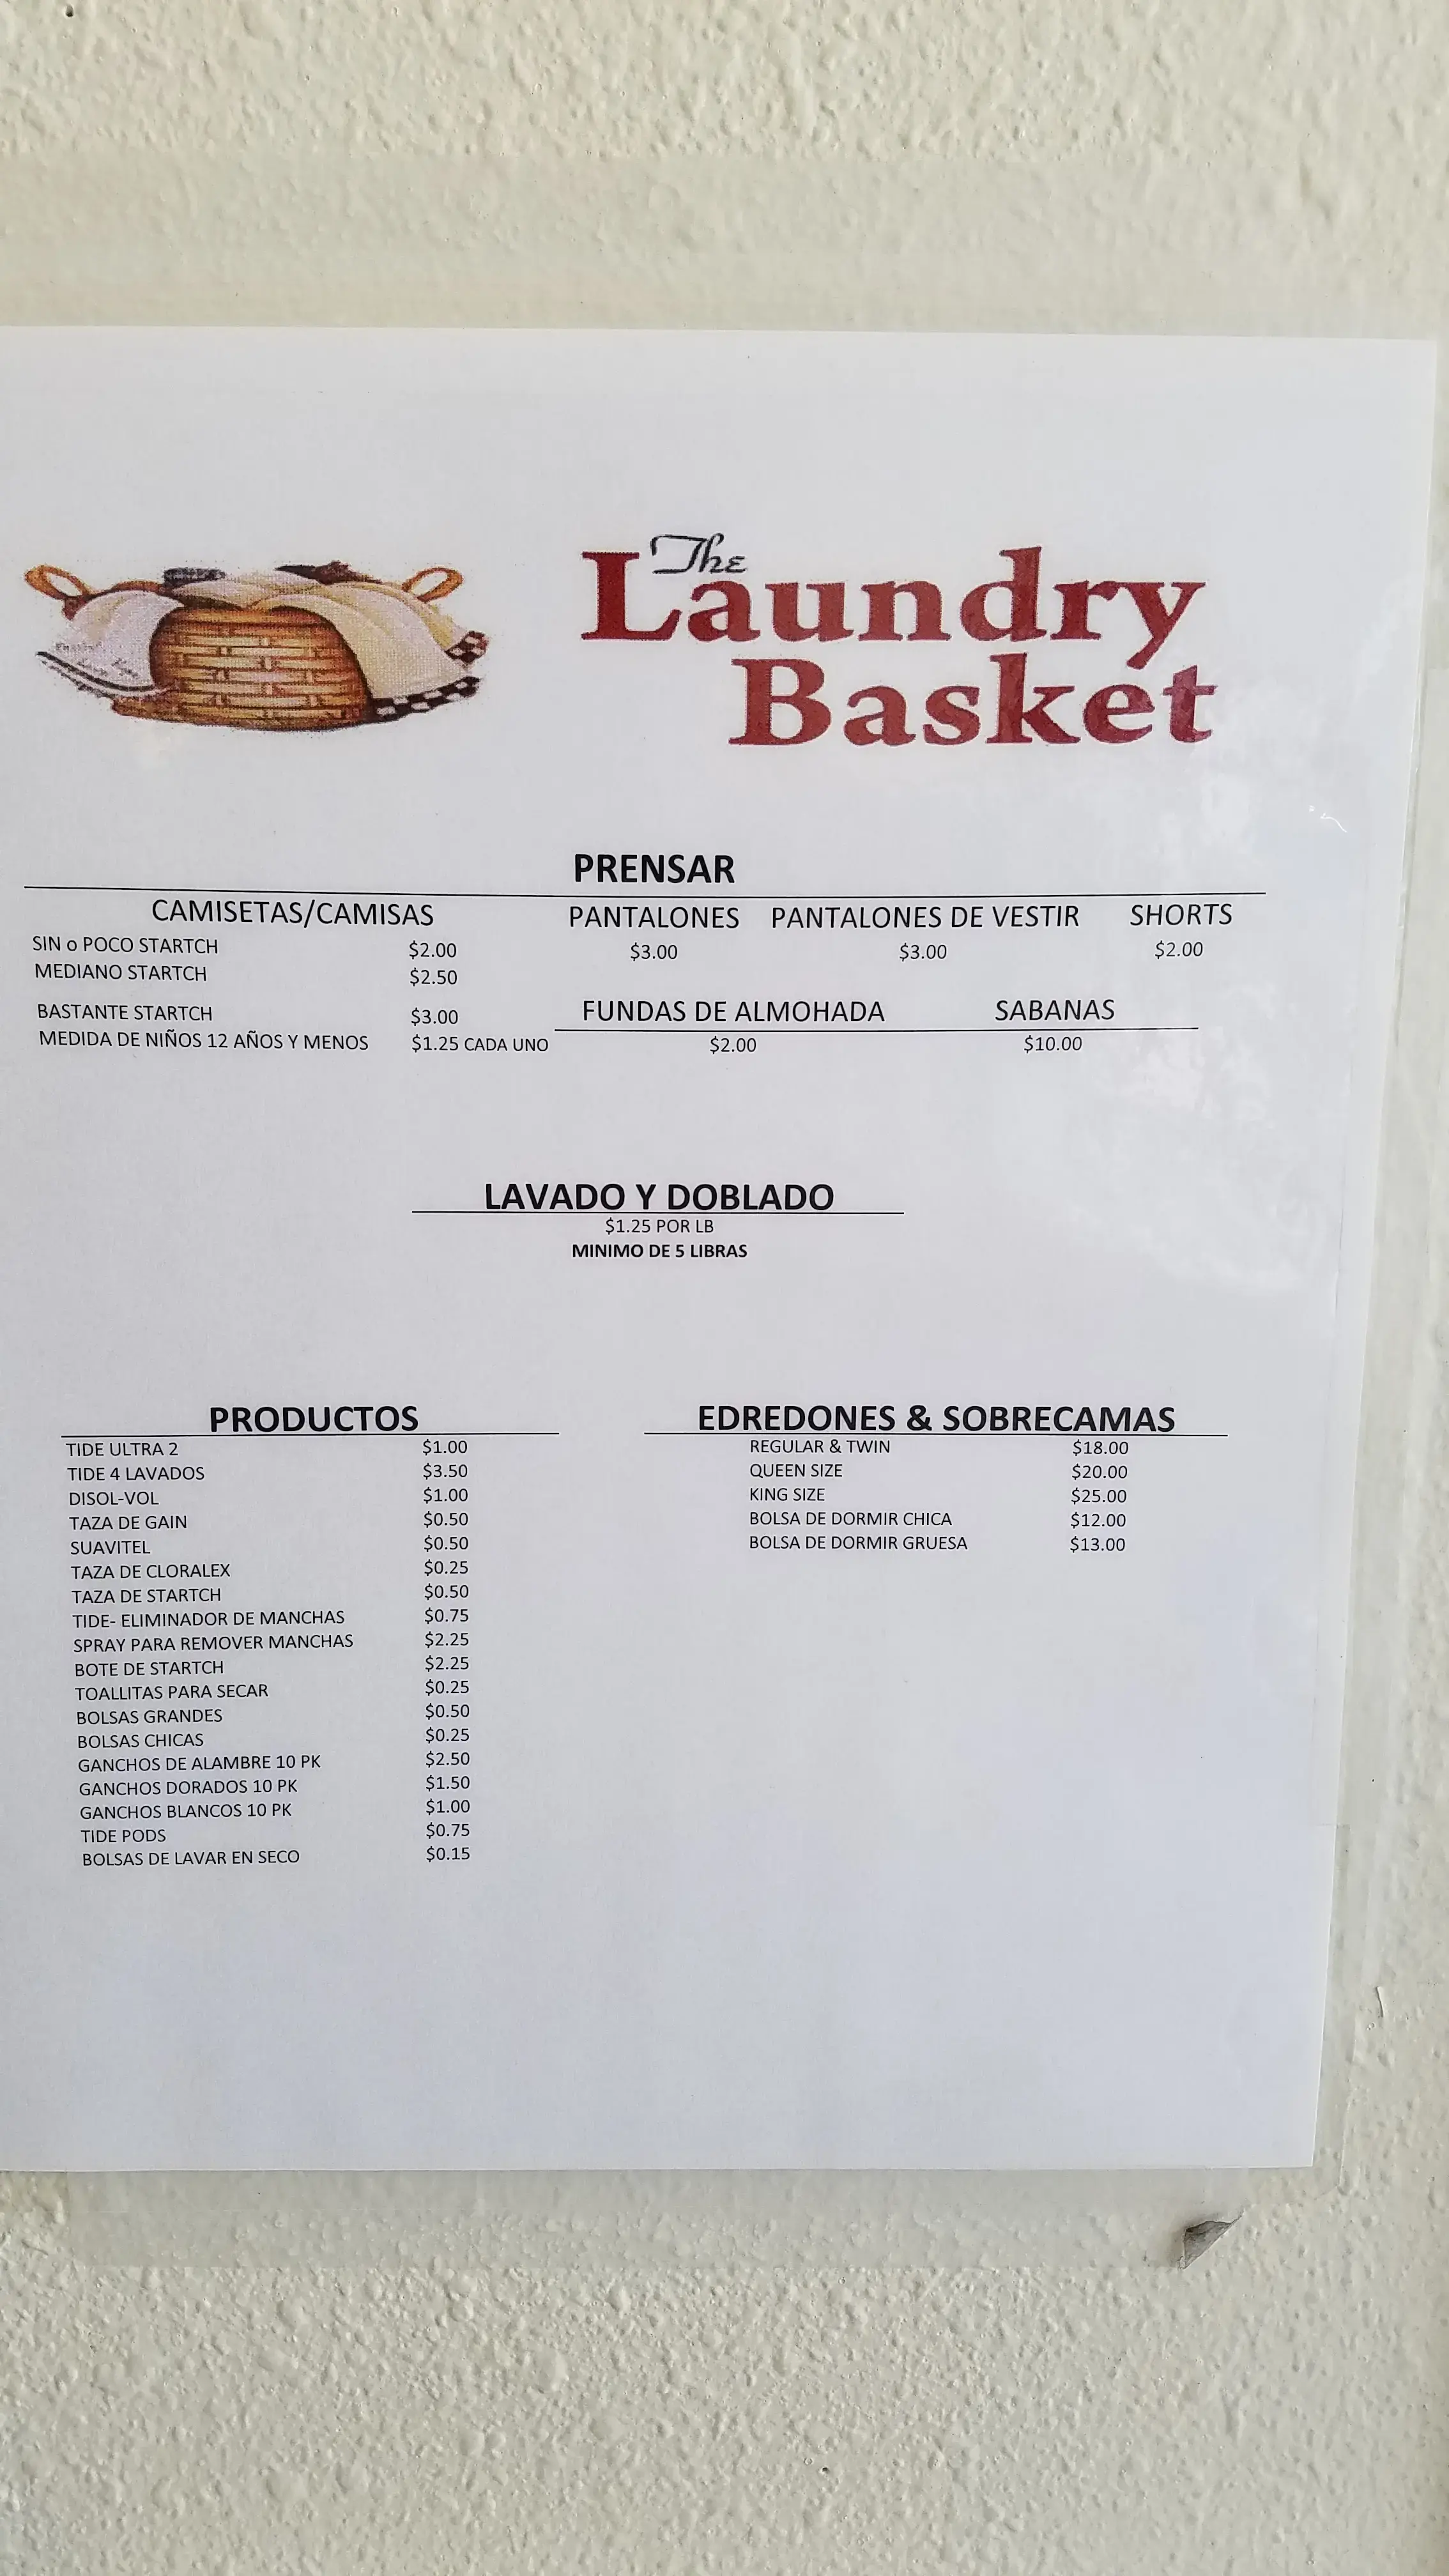 The
Laundry
Basket
PRENSAR
CAMISETAS/CAMISAS PANTALONES PANTALONES DE VESTIR SHORTS
SIN o POCO STARTCH $2.00 $3.00 $3.00 $2.00
MEDIANO STARTCH $2.50
BASTANTE STARTCH $3.00 FUNDAS DE ALMOHADA SABANAS
MEDIDA DE NIÑOS 12 AÑOS Y MENOS $1.25 CADA UNO $2.00 $10.00
LAVADO Y DOBLADO
$1.25 POR LB
MINIMO DE 5 LIBRAS
PRODUCTOS
TIDE ULTRA 2 $1.00
TIDE 4 LAVADOS $3.50
DISOL-VOL $1.00
TAZA DE GAIN $0.50
SUAVITEL $0.50
TAZA DE CLORALEX $0.25
TAZA DE STARTCH $0.50
TIDE- ELIMINADOR DE MANCHAS $0.75
SPRAY PARA REMOVER MANCHAS $2.25
BOTE DE STARTCH $2.25
TOALLITAS PARA SECAR $0.25
BOLSAS GRANDES $0.50
BOLSAS CHICAS $0.25
GANCHOS DE ALAMBRE 10 PK $2.50
GANCHOS DORADOS 10 PK $1.50
GANCHOS BLANCOS 10 PK $1.00
TIDE PODS $0.75
BOLSAS DE LAVAR EN SECO $0.15
EDREDONES & SOBRECAMAS
REGULAR & TWIN $18.00
QUEEN SIZE $20.00
KING SIZE $25.00
BOLSA DE DORMIR CHICA $12.00
BOLSA DE DORMIR GRUESA $13.00